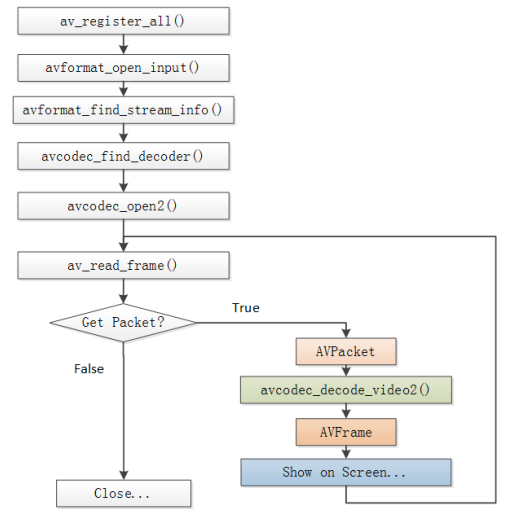 av_register_all()
avformat_open_input()
avformat_find_stream_info()
avcodec_find_decoder()
avcodec_open2()
av_read_frame()
Get Packet?
True
False
AVPacket
avcodec_decode_video2()
AVFrame
Show on Screen...
Close...